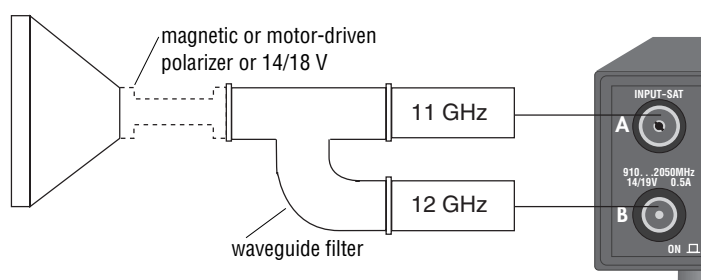 magnetic or motor-driven
polarizer or 14/18 V
11 GHz
12 GHz
waveguide filter
INPUT-SAT
A
910...2050MHz
14/19V 0.5A
B
ON